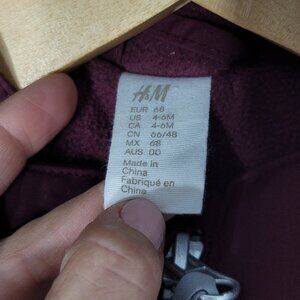 H&M
EUR 68
US 4-6M
CA 4-6M
CN 66/48
MX 68
AUS 00
Made in
China
Fabriqué en
Chine